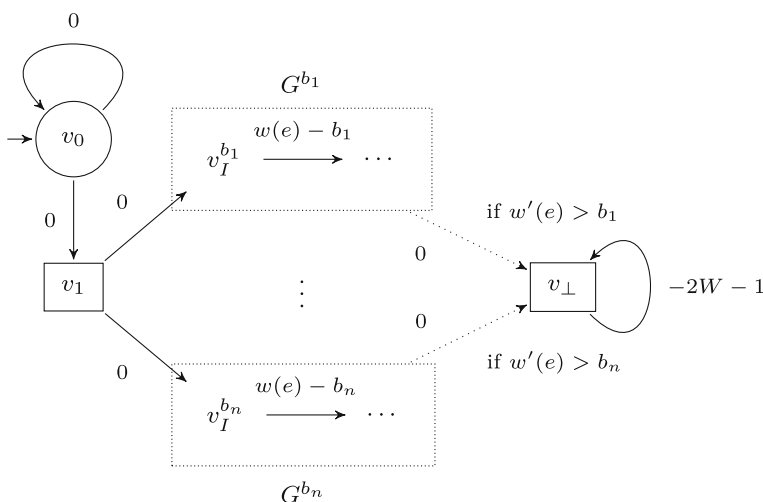 0
v_0
G^{b_1}
w(e) − b_1
v_I^{b_1} ···
0
0
if w′(e) > b_1
0
v_1
⋮
v_⊥
−2W − 1
0
0
if w′(e) > b_n
w(e) − b_n
v_I^{b_n} ···
G^{b_n}